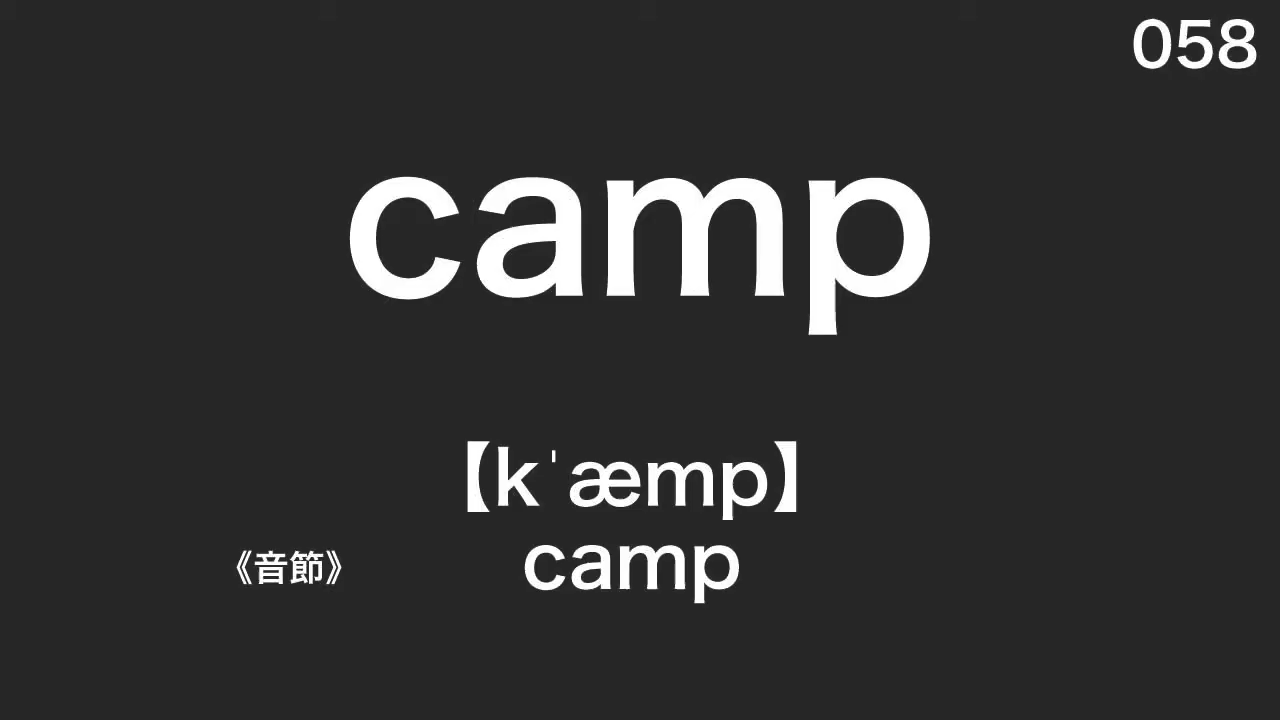 058
camp
【kˈæmp】
《音節》 camp